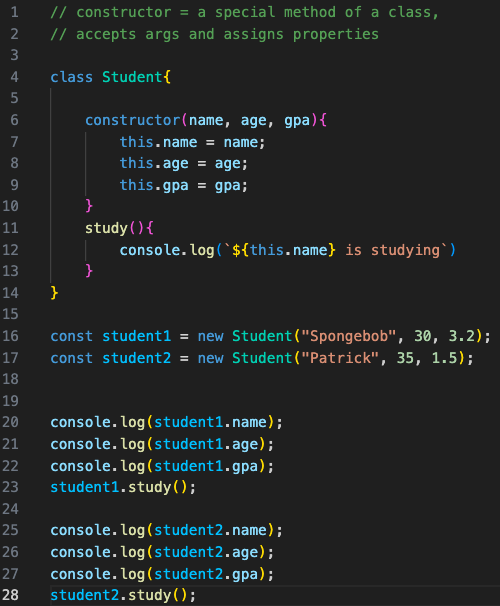 1 // constructor = a special method of a class,
2 // accepts args and assigns properties
3
4 class Student{
5
6 constructor(name, age, gpa){
7 this.name = name;
8 this.age = age;
9 this.gpa = gpa;
10 }
11 study(){
12 console.log(`${this.name} is studying`)
13 }
14 }
15
16 const student1 = new Student("Spongebob", 30, 3.2);
17 const student2 = new Student("Patrick", 35, 1.5);
18
19
20 console.log(student1.name);
21 console.log(student1.age);
22 console.log(student1.gpa);
23 student1.study();
24
25 console.log(student2.name);
26 console.log(student2.age);
27 console.log(student2.gpa);
28 student2.study();